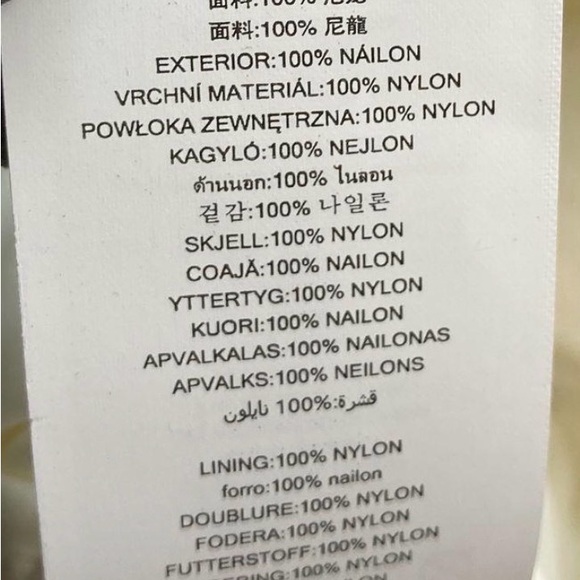 面料:100% 尼龍
EXTERIOR:100% NÁILON
VRCHNÍ MATERIÁL:100% NYLON
POWŁOKA ZEWNĘTRZNA:100% NYLON
KAGYLÓ:100% NEJLON
ด้านนอก:100% ไนลอน
겉감:100% 나일론
SKJELL:100% NYLON
COAJĂ:100% NAILON
YTTERTYG:100% NYLON
KUORI:100% NAILON
APVALKALAS:100% NAILONAS
APVALKS:100% NEILONS
قشرة:100% نايلون
LINING:100% NYLON
forro:100% nailon
DOUBLURE:100% NYLON
FODERA:100% NYLON
FUTTERSTOFF:100% NYLON
:100% NYLON